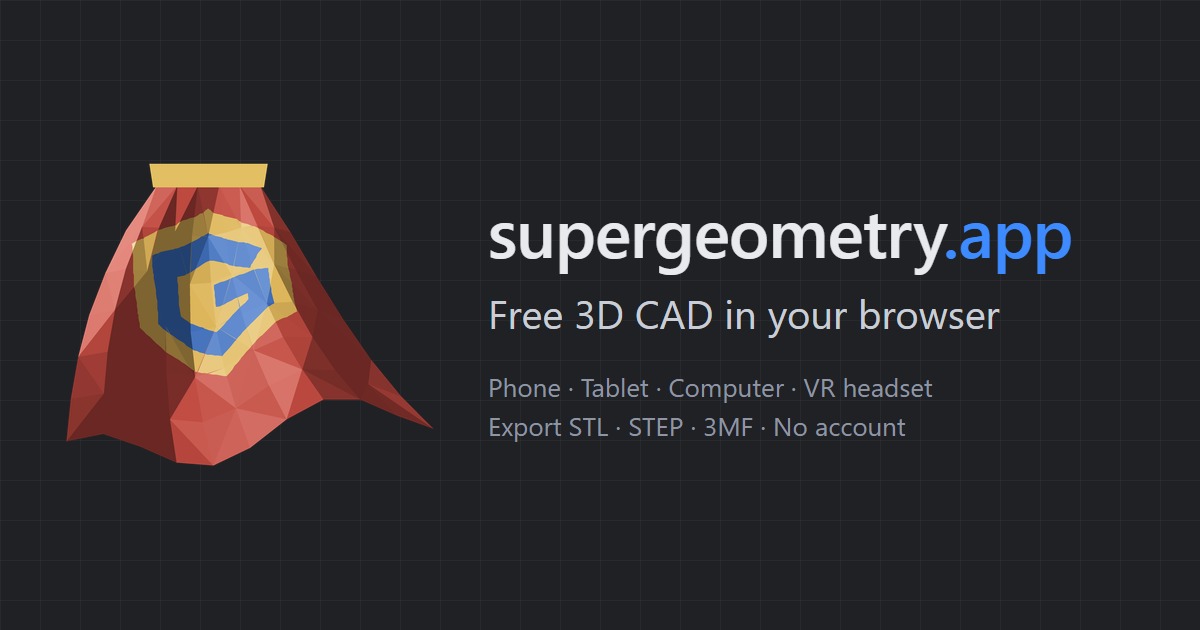 supergeometry.app
Free 3D CAD in your browser
Phone · Tablet · Computer · VR headset
Export STL · STEP · 3MF · No account